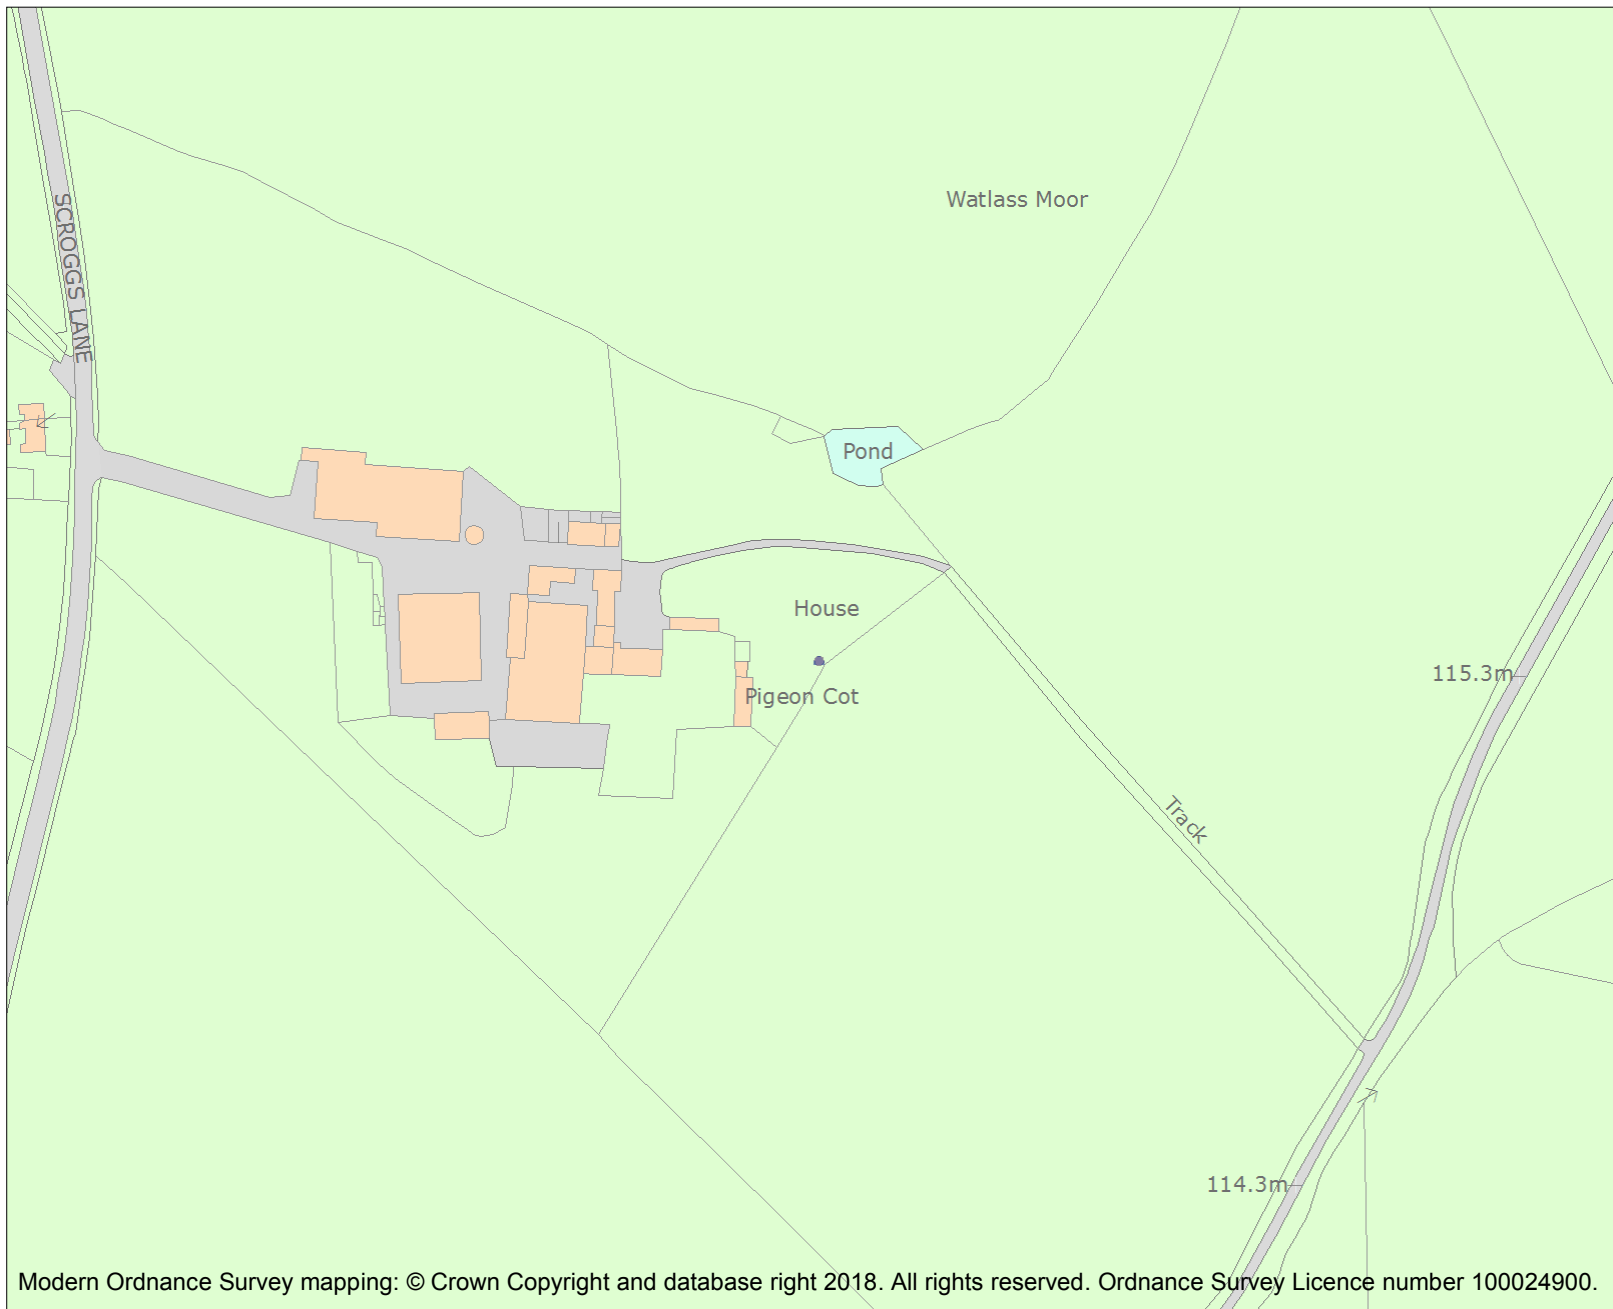 Watlass Moor
SCROGGS LANE
Pond
House
115.3m
Pigeon Cot
Track
114.3m
Modern Ordnance Survey mapping: © Crown Copyright and database right 2018. All rights reserved. Ordnance Survey Licence number 100024900.